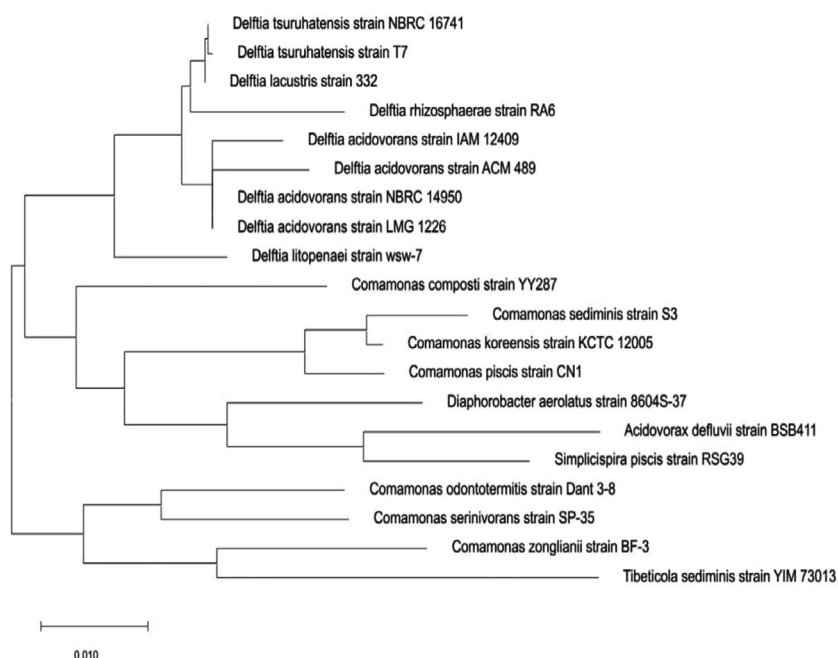 Delftia tsuruhatensis strain NBRC 16741
Delftia tsuruhatensis strain T7
Delftia lacustris strain 332
Delftia rhizosphaerae strain RA6
Delftia acidovorans strain IAM 12409
Delftia acidovorans strain ACM 489
Delftia acidovorans strain NBRC 14950
Delftia acidovorans strain LMG 1226
Delftia litopenaei strain wsw-7
Comamonas composti strain YY287
Comamonas sediminis strain S3
Comamonas koreensis strain KCTC 12005
Comamonas piscis strain CN1
Diaphorobacter aerolatus strain 8604S-37
Acidovorax defluvii strain BSB411
Simplicispira piscis strain RSG39
Comamonas odontotermitis strain Dant 3-8
Comamonas serinivorans strain SP-35
Comamonas zonglianii strain BF-3
Tibeticola sediminis strain YIM 73013
0.010